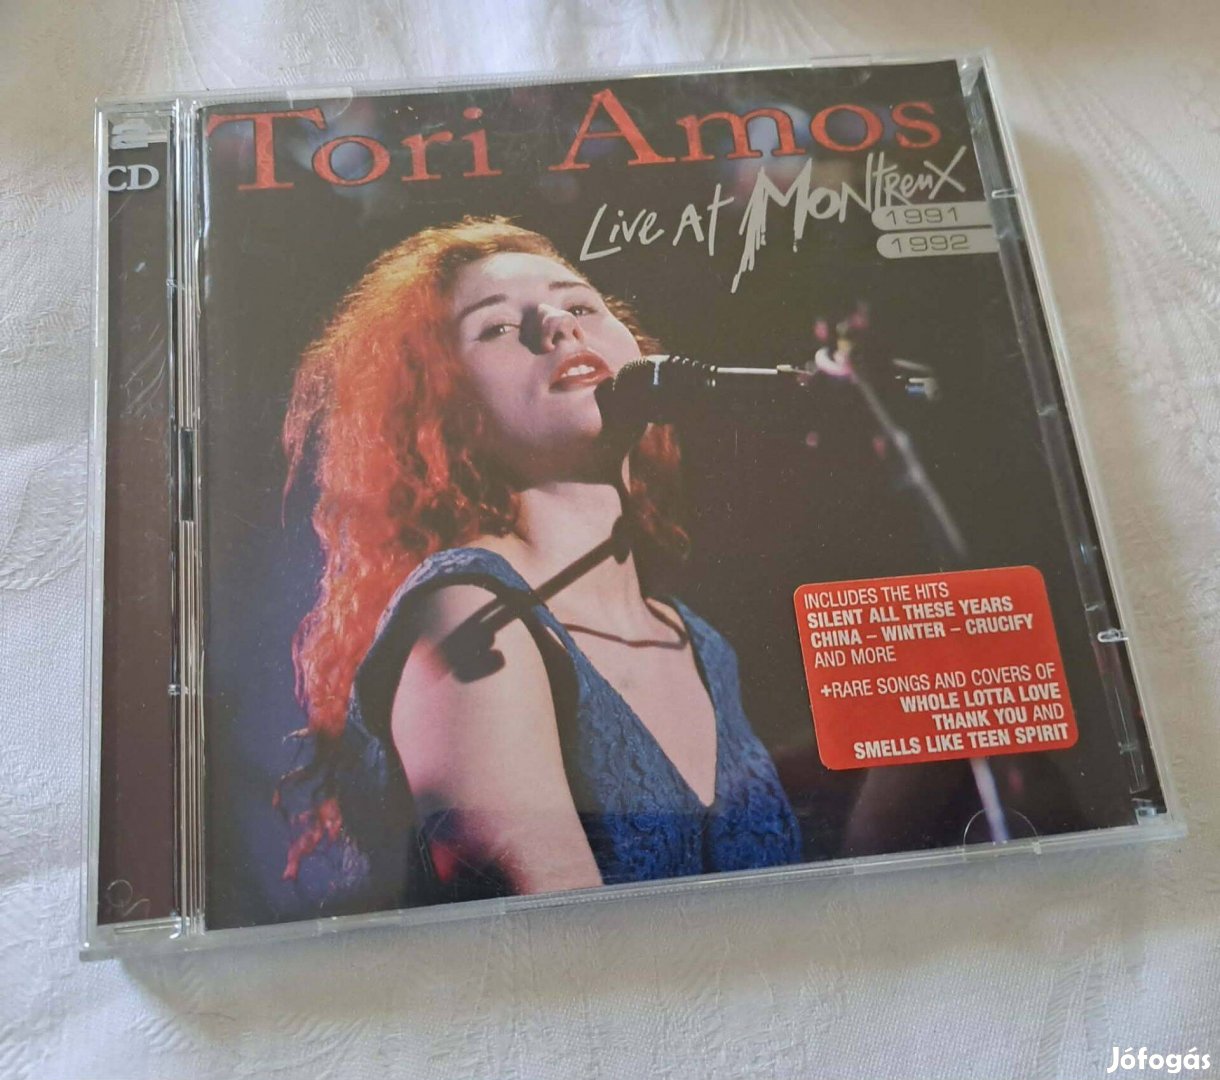 Tori Amos
Live At Montreux
1991
1992
2
CD
INCLUDES THE HITS
SILENT ALL THESE YEARS
CHINA – WINTER – CRUCIFY
AND MORE
+RARE SONGS AND COVERS OF
WHOLE LOTTA LOVE
THANK YOU AND
SMELLS LIKE TEEN SPIRIT
Jófogás